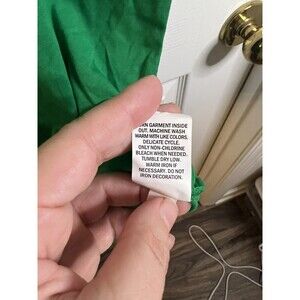 GARMENT INSIDE
OUT. MACHINE WASH
WARM WITH LIKE COLORS.
DELICATE CYCLE.
ONLY NON-CHLORINE
BLEACH WHEN NEEDED.
TUMBLE DRY LOW.
WARM IRON IF
NECESSARY. DO NOT
IRON DECORATION.